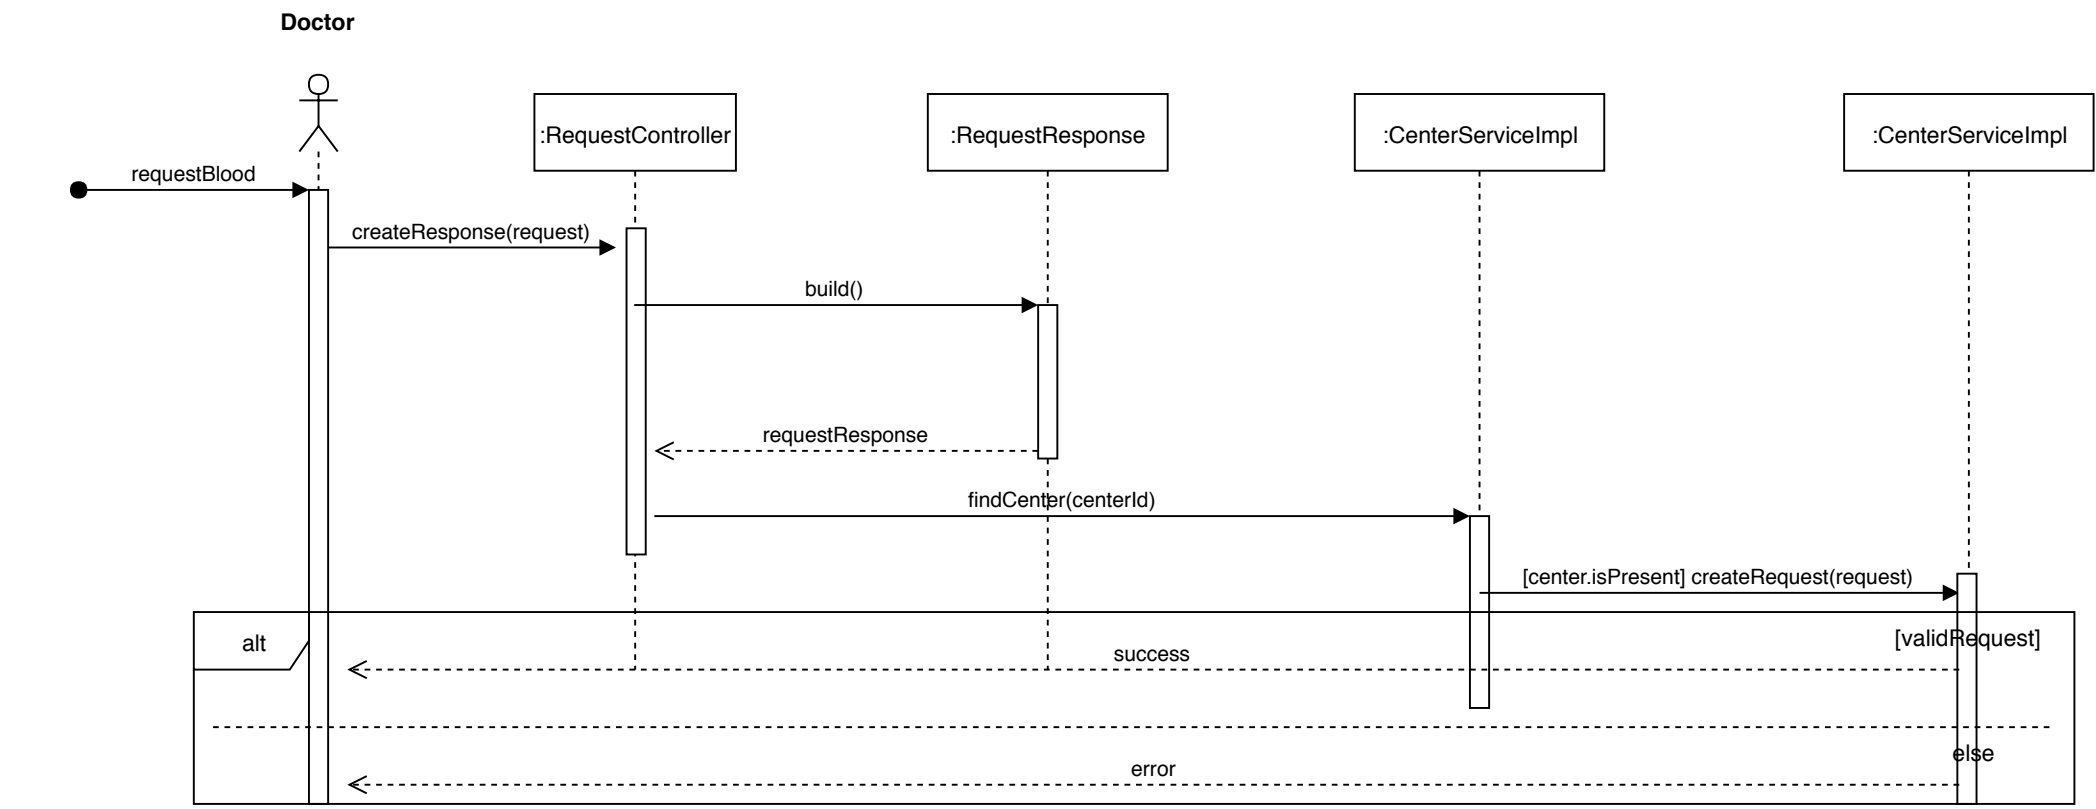 Doctor
:RequestController
:RequestResponse
:CenterServiceImpl
:CenterServiceImpl
requestBlood
createResponse(request)
build()
requestResponse
findCenter(centerId)
[center.isPresent] createRequest(request)
alt
[validRequest]
success
else
error